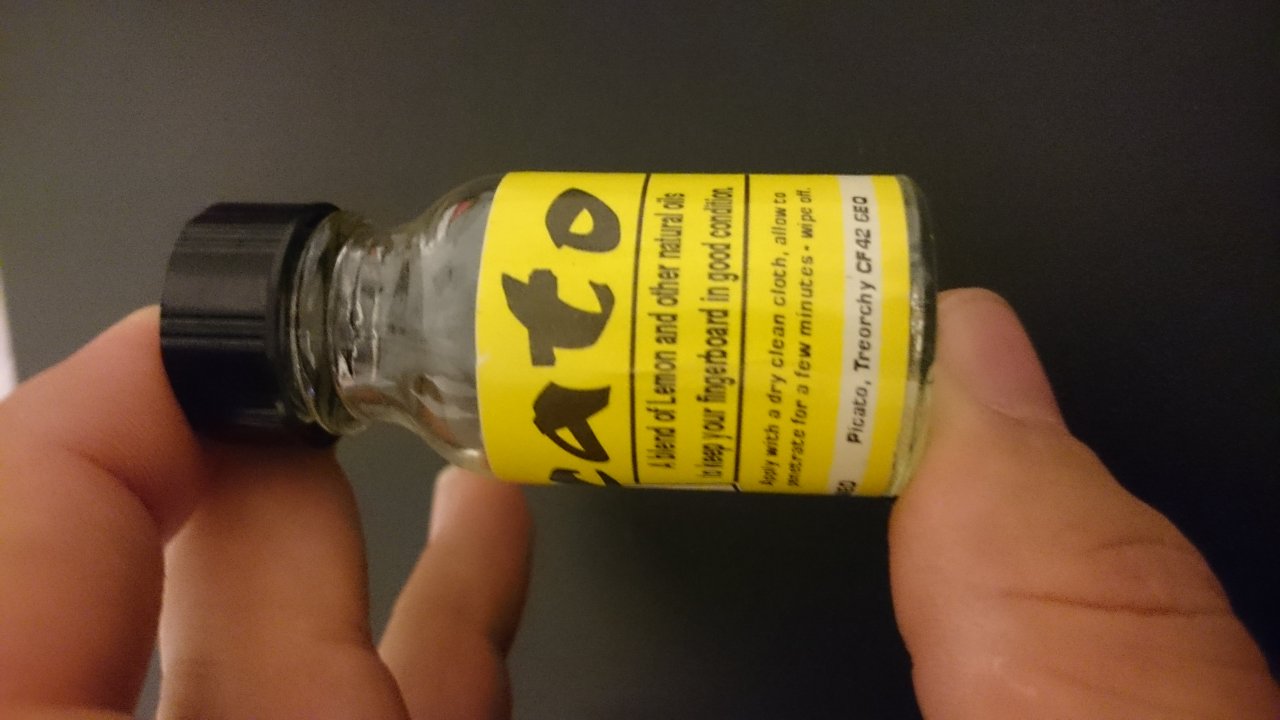 cato
A blend of Lemon and other natural oils
to keep your fingerboard in good condition.
Apply with a dry clean cloth, allow to
penetrate for a few minutes • wipe off.
Picato, Treorchy CF42 6EQ